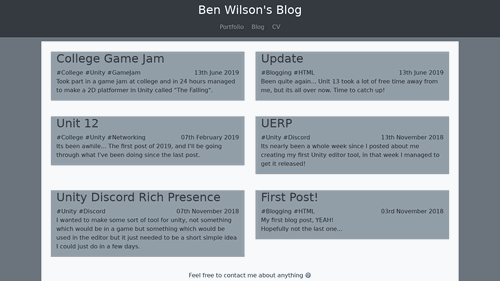 Ben Wilson's Blog
Portfolio Blog CV
College Game Jam
#College #Unity #GameJam 13th June 2019
Took part in a game jam at college and in 24 hours managed
to make a 2D platformer in Unity called "The Falling".
Update
#Blogging #HTML 13th June 2019
Been quite again... Unit 13 took a lot of free time away from
me, but its all over now. Time to catch up!
Unit 12
#College #Unity #Networking 07th February 2019
Its been awhile... The first post of 2019, and I'll be going
through what I've been doing since the last post.
UERP
#Unity #Discord 13th November 2018
Its nearly been a whole week since I posted about me
creating my first Unity editor tool, in that week I managed to
get it released!
Unity Discord Rich Presence
#Unity #Discord 07th November 2018
I wanted to make some sort of tool for unity, not something
which would be in a game but something which would be
used in the editor but it just needed to be a short simple idea
I could just do in a few days.
First Post!
#Blogging #HTML 03rd November 2018
My first blog post, YEAH!
Hopefully not the last one...
Feel free to contact me about anything 😄